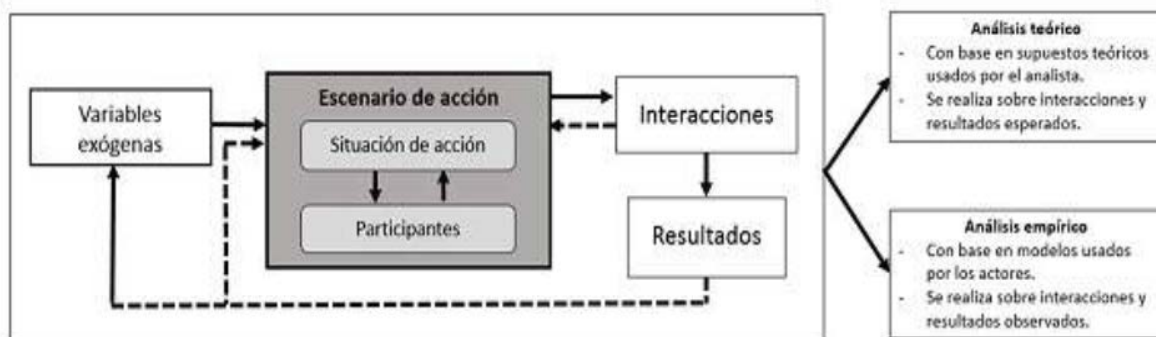 Variables
exógenas
Escenario de acción
Situación de acción
Participantes
Interacciones
Resultados
Análisis teórico
- Con base en supuestos teóricos
usados por el analista.
- Se realiza sobre interacciones y
resultados esperados.
Análisis empírico
- Con base en modelos usados
por los actores.
- Se realiza sobre interacciones y
resultados observados.